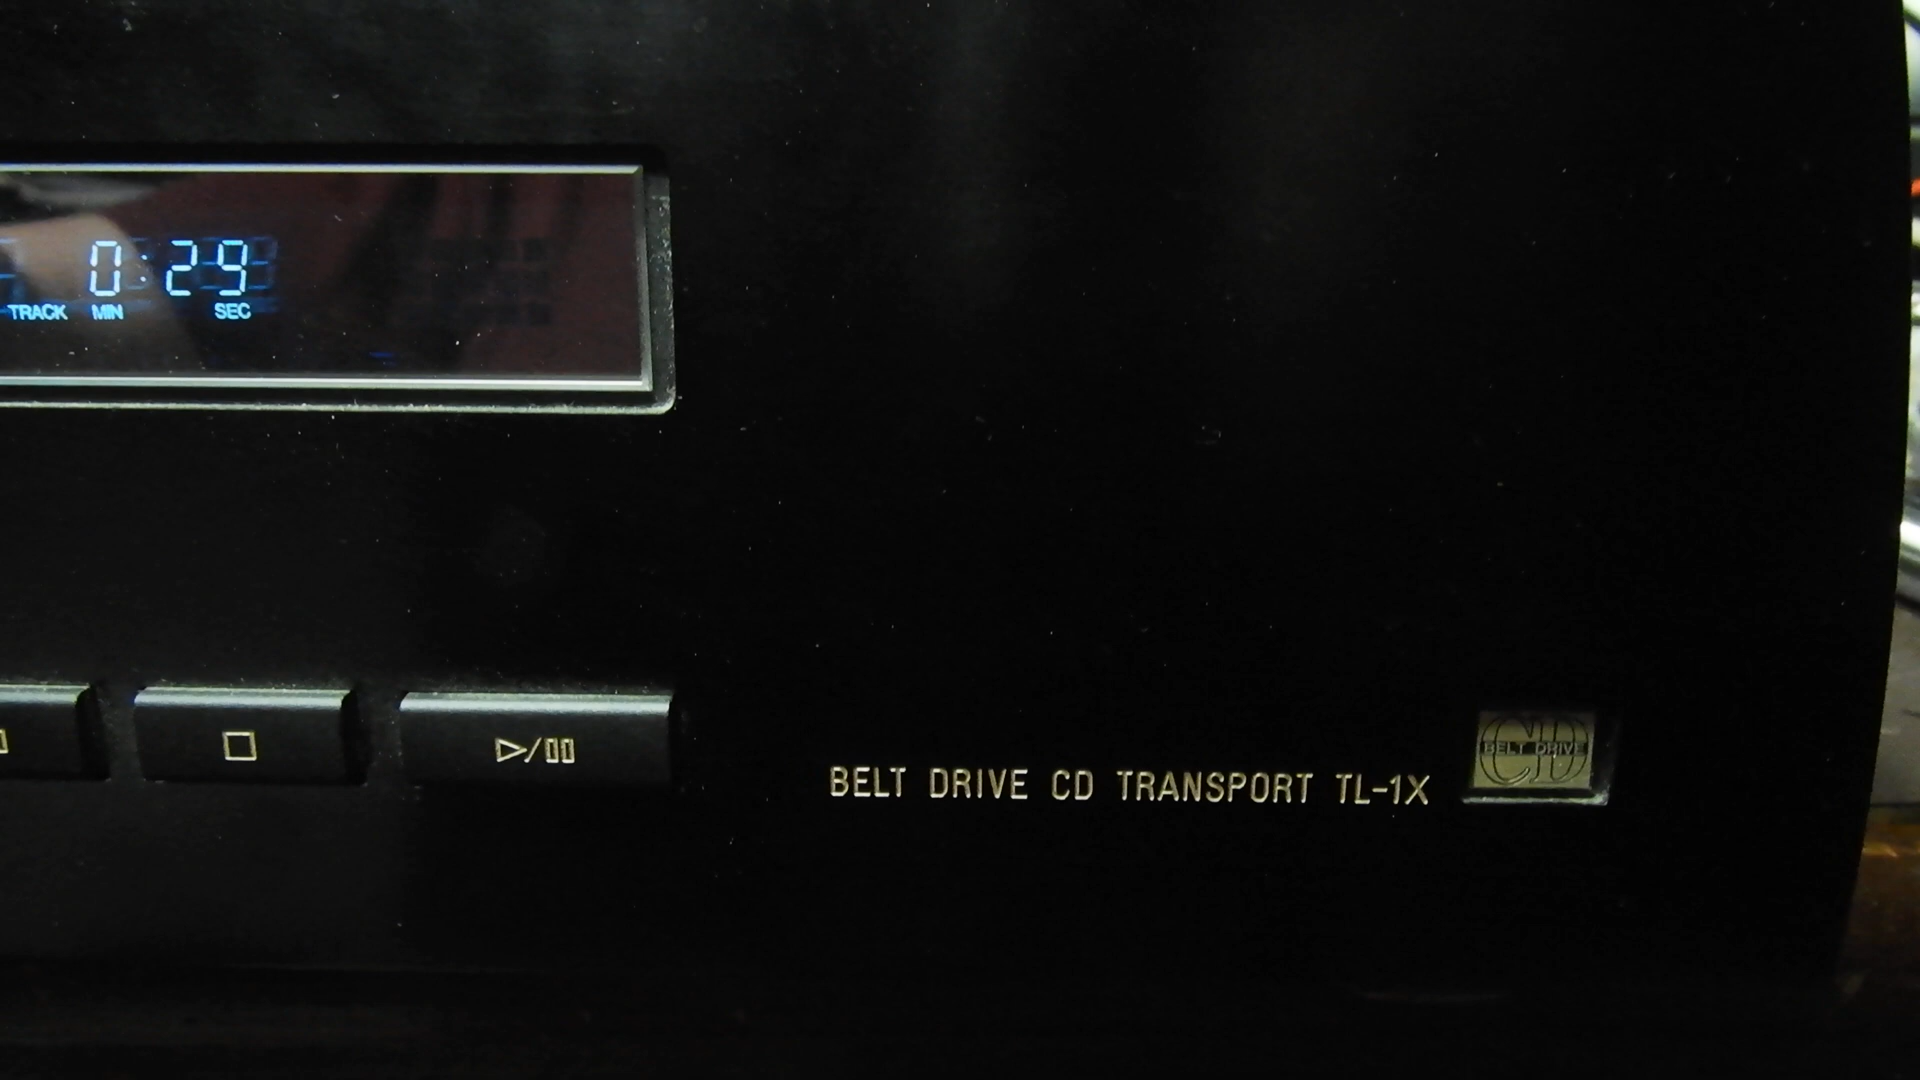 0:29
TRACK MIN SEC
BELT DRIVE CD TRANSPORT TL-1X
CD
BELT DRIVE